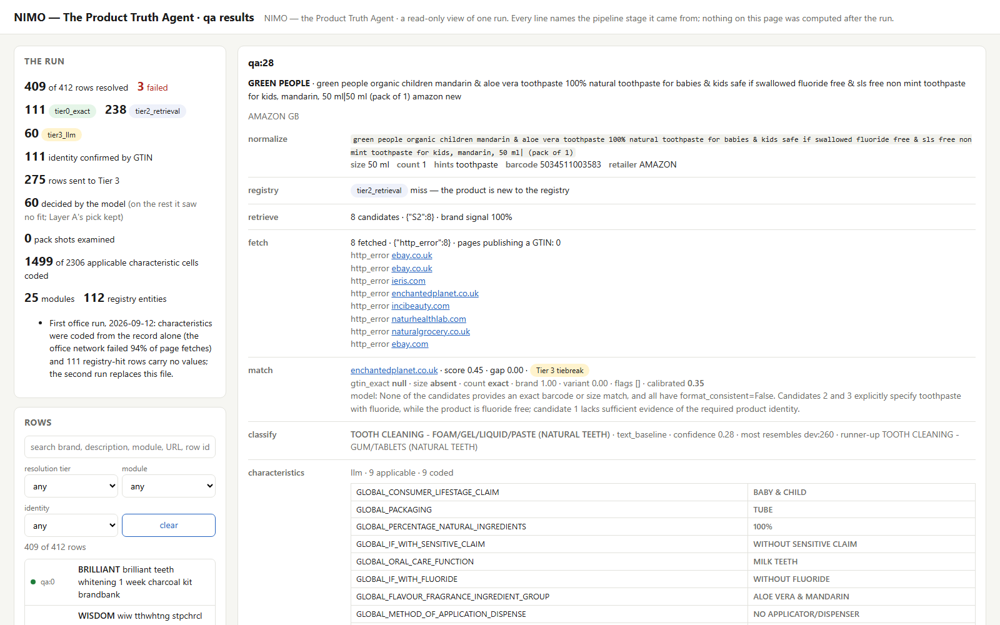 NIMO — The Product Truth Agent · qa results
NIMO — the Product Truth Agent · a read-only view of one run. Every line names the pipeline stage it came from; nothing on this page was computed after the run.
THE RUN
409 of 412 rows resolved 3 failed
111 tier0_exact 238 tier2_retrieval
60 tier3_llm
111 identity confirmed by GTIN
275 rows sent to Tier 3
60 decided by the model (on the rest it saw
no fit; Layer A's pick kept)
0 pack shots examined
1499 of 2306 applicable characteristic cells
coded
25 modules 112 registry entities
• First office run, 2026-09-12: characteristics
were coded from the record alone (the
office network failed 94% of page fetches)
and 111 registry-hit rows carry no values;
the second run replaces this file.
ROWS
search brand, description, module, URL, row id
resolution tier module
any any
identity
any clear
409 of 412 rows
qa:0
BRILLIANT brilliant teeth
whitening 1 week charcoal kit
brandbank
WISDOM wiw tthwhtng stpchrcl
qa:28
GREEN PEOPLE · green people organic children mandarin & aloe vera toothpaste 100% natural toothpaste for babies & kids safe if swallowed fluoride free & sls free non mint toothpaste
for kids, mandarin, 50 ml|50 ml (pack of 1) amazon new
AMAZON GB
normalize
green people organic children mandarin & aloe vera toothpaste 100% natural toothpaste for babies & kids safe if swallowed fluoride free & sls free non
mint toothpaste for kids, mandarin, 50 ml| (pack of 1)
size 50 ml count 1 hints toothpaste barcode 5034511003583 retailer AMAZON
registry tier2_retrieval miss — the product is new to the registry
retrieve 8 candidates · {"S2":8} · brand signal 100%
fetch 8 fetched · {"http_error":8} · pages publishing a GTIN: 0
http_error ebay.co.uk
http_error ebay.co.uk
http_error ieris.com
http_error enchantedplanet.co.uk
http_error incibeauty.com
http_error naturhealthlab.com
http_error naturalgrocery.co.uk
http_error ebay.com
match enchantedplanet.co.uk · score 0.45 · gap 0.00 · Tier 3 tiebreak
gtin_exact null · size absent · count exact · brand 1.00 · variant 0.00 · flags [] · calibrated 0.35
model: None of the candidates provides an exact barcode or size match, and all have format_consistent=False. Candidates 2 and 3 explicitly specify toothpaste
with fluoride, while the product is fluoride free; candidate 1 lacks sufficient evidence of the required product identity.
classify TOOTH CLEANING - FOAM/GEL/LIQUID/PASTE (NATURAL TEETH) · text_baseline · confidence 0.28 · most resembles dev:260 · runner-up TOOTH CLEANING -
GUM/TABLETS (NATURAL TEETH)
characteristics llm · 9 applicable · 9 coded
GLOBAL_CONSUMER_LIFESTAGE_CLAIM BABY & CHILD
GLOBAL_PACKAGING TUBE
GLOBAL_PERCENTAGE_NATURAL_INGREDIENTS 100%
GLOBAL_IF_WITH_SENSITIVE_CLAIM WITHOUT SENSITIVE CLAIM
GLOBAL_ORAL_CARE_FUNCTION MILK TEETH
GLOBAL_IF_WITH_FLUORIDE WITHOUT FLUORIDE
GLOBAL_FLAVOUR_FRAGRANCE_INGREDIENT_GROUP ALOE VERA & MANDARIN
GLOBAL_METHOD_OF_APPLICATION_DISPENSE NO APPLICATOR/DISPENSER